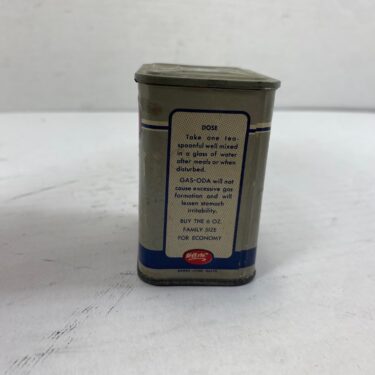 DOSE
Take one tea-
spoonful well mixed
in a glass of water
after meals or when
disturbed.
GAS-ODA will not
cause excessive gas
formation and will
lessen stomach
irritability.
BUY THE 6 OZ.
FAMILY SIZE
FOR ECONOMY